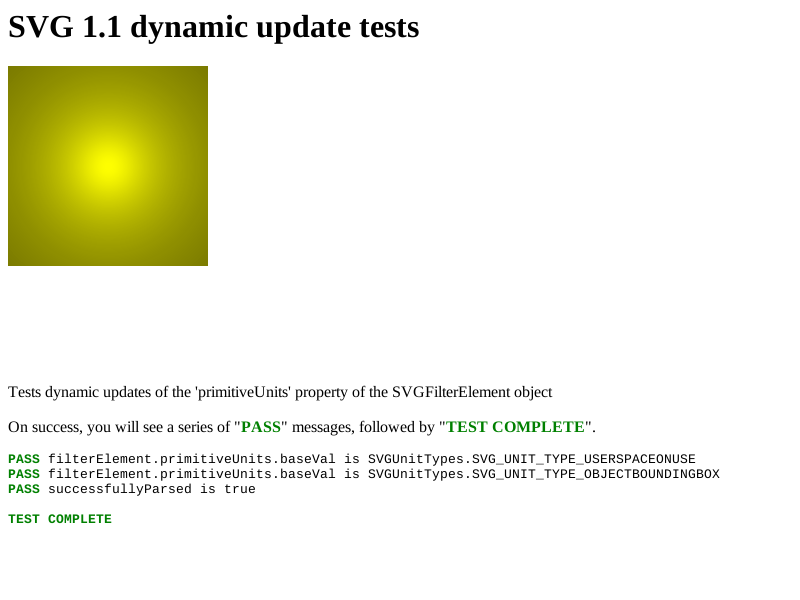 SVG 1.1 dynamic update tests
Tests dynamic updates of the 'primitiveUnits' property of the SVGFilterElement object
On success, you will see a series of "PASS" messages, followed by "TEST COMPLETE".
PASS filterElement.primitiveUnits.baseVal is SVGUnitTypes.SVG_UNIT_TYPE_USERSPACEONUSE
PASS filterElement.primitiveUnits.baseVal is SVGUnitTypes.SVG_UNIT_TYPE_OBJECTBOUNDINGBOX
PASS successfullyParsed is true
TEST COMPLETE